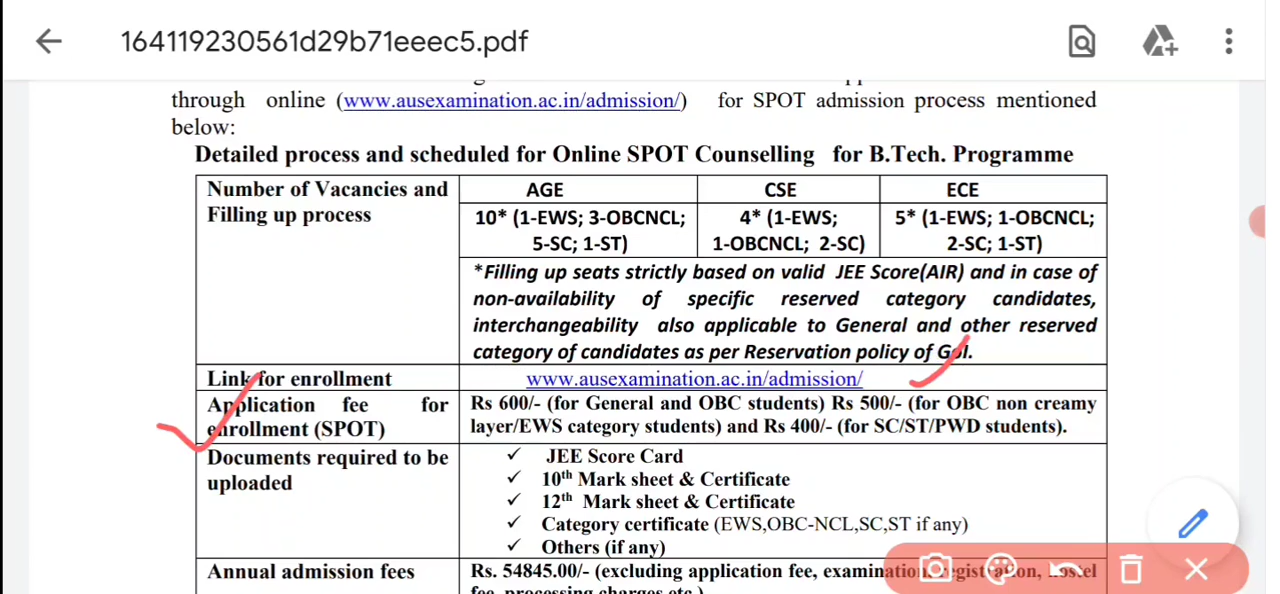 164119230561d29b71eeec5.pdf
through online (www.ausexamination.ac.in/admission/) for SPOT admission process mentioned
below:
Detailed process and scheduled for Online SPOT Counselling for B.Tech. Programme
Number of Vacancies and
Filling up process
AGE
CSE
ECE
10* (1-EWS; 3-OBCNCL;
5-SC; 1-ST)
4* (1-EWS;
1-OBCNCL; 2-SC)
5* (1-EWS; 1-OBCNCL;
2-SC; 1-ST)
*Filling up seats strictly based on valid JEE Score(AIR) and in case of
non-availability of specific reserved category candidates,
interchangeability also applicable to General and other reserved
category of candidates as per Reservation policy of GoI.
Link for enrollment
www.ausexamination.ac.in/admission/
Application fee for
enrollment (SPOT)
Rs 600/- (for General and OBC students) Rs 500/- (for OBC non creamy
layer/EWS category students) and Rs 400/- (for SC/ST/PWD students).
Documents required to be
uploaded
✓ JEE Score Card
✓ 10th Mark sheet & Certificate
✓ 12th Mark sheet & Certificate
✓ Category certificate (EWS,OBC-NCL,SC,ST if any)
✓ Others (if any)
Annual admission fees
Rs. 54845.00/- (excluding application fee, examination, registration, hostel
fee, processing charges etc.)